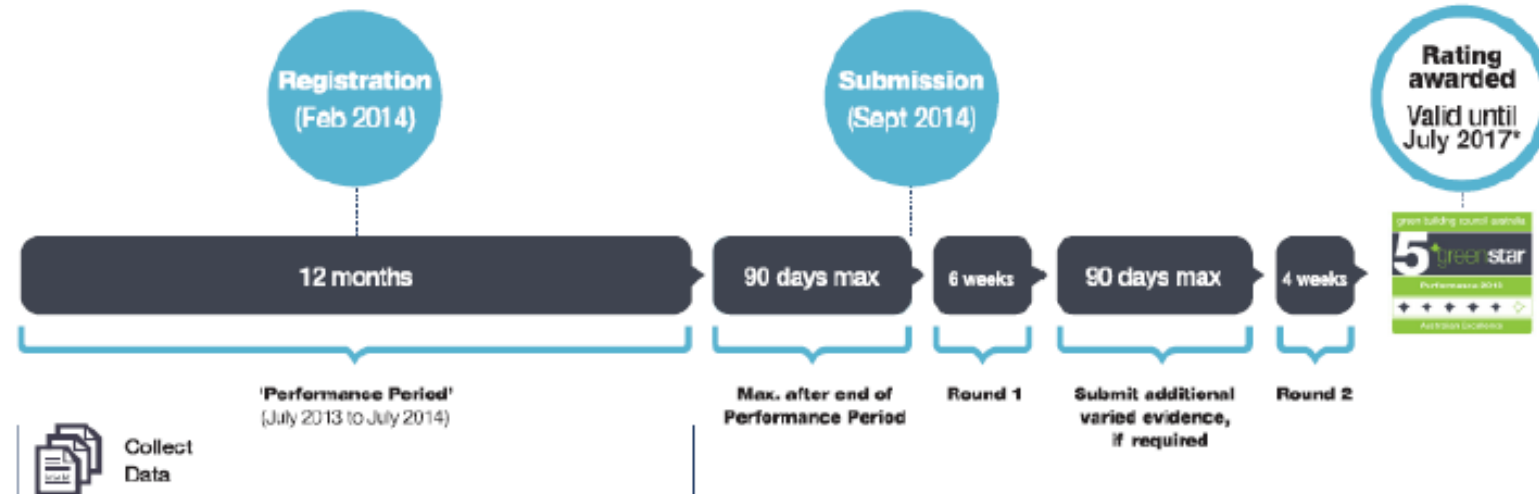 Registration
(Feb 2014)
Submission
(Sept 2014)
Rating
awarded
Valid until
July 2017*
12 months
90 days max
6 weeks
90 days max
4 weeks
green building council australia
5 greenstar
Performance 2013
Australian Excellence
'Performance Period'
(July 2013 to July 2014)
Max. after end of
Performance Period
Round 1
Submit additional
varied evidence,
if required
Round 2
Collect
Data